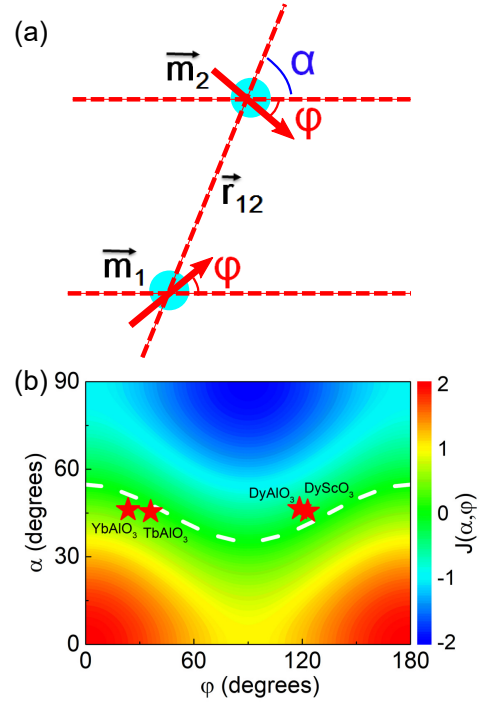 (a)
m₂
α
φ
r₁₂
m₁
φ
(b)
90
60
30
0
α (degrees)
YbAlO₃
TbAlO₃
DyAlO₃
DyScO₃
0
60
120
180
φ (degrees)
2
1
0
-1
-2
J(α,φ)